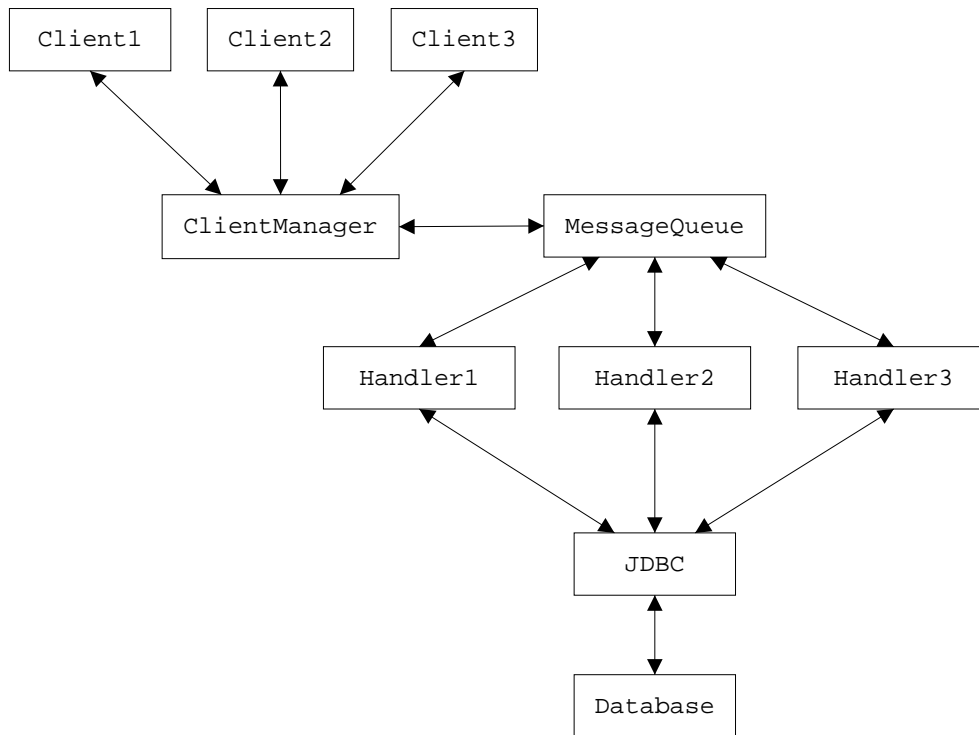 Client1
Client2
Client3
ClientManager
MessageQueue
Handler1
Handler2
Handler3
JDBC
Database